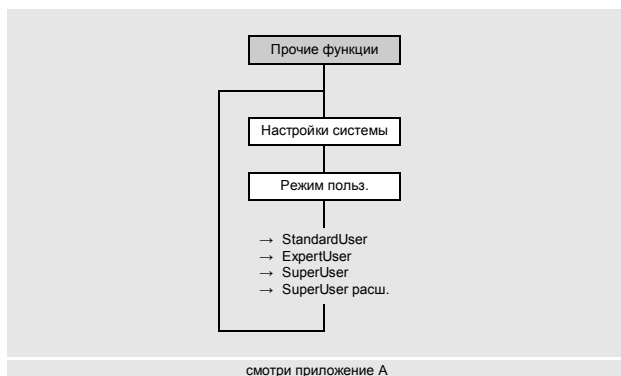 Прочие функции
Настройки системы
Режим польз.
→ StandardUser
→ ExpertUser
→ SuperUser
→ SuperUser расш.
смотри приложение A